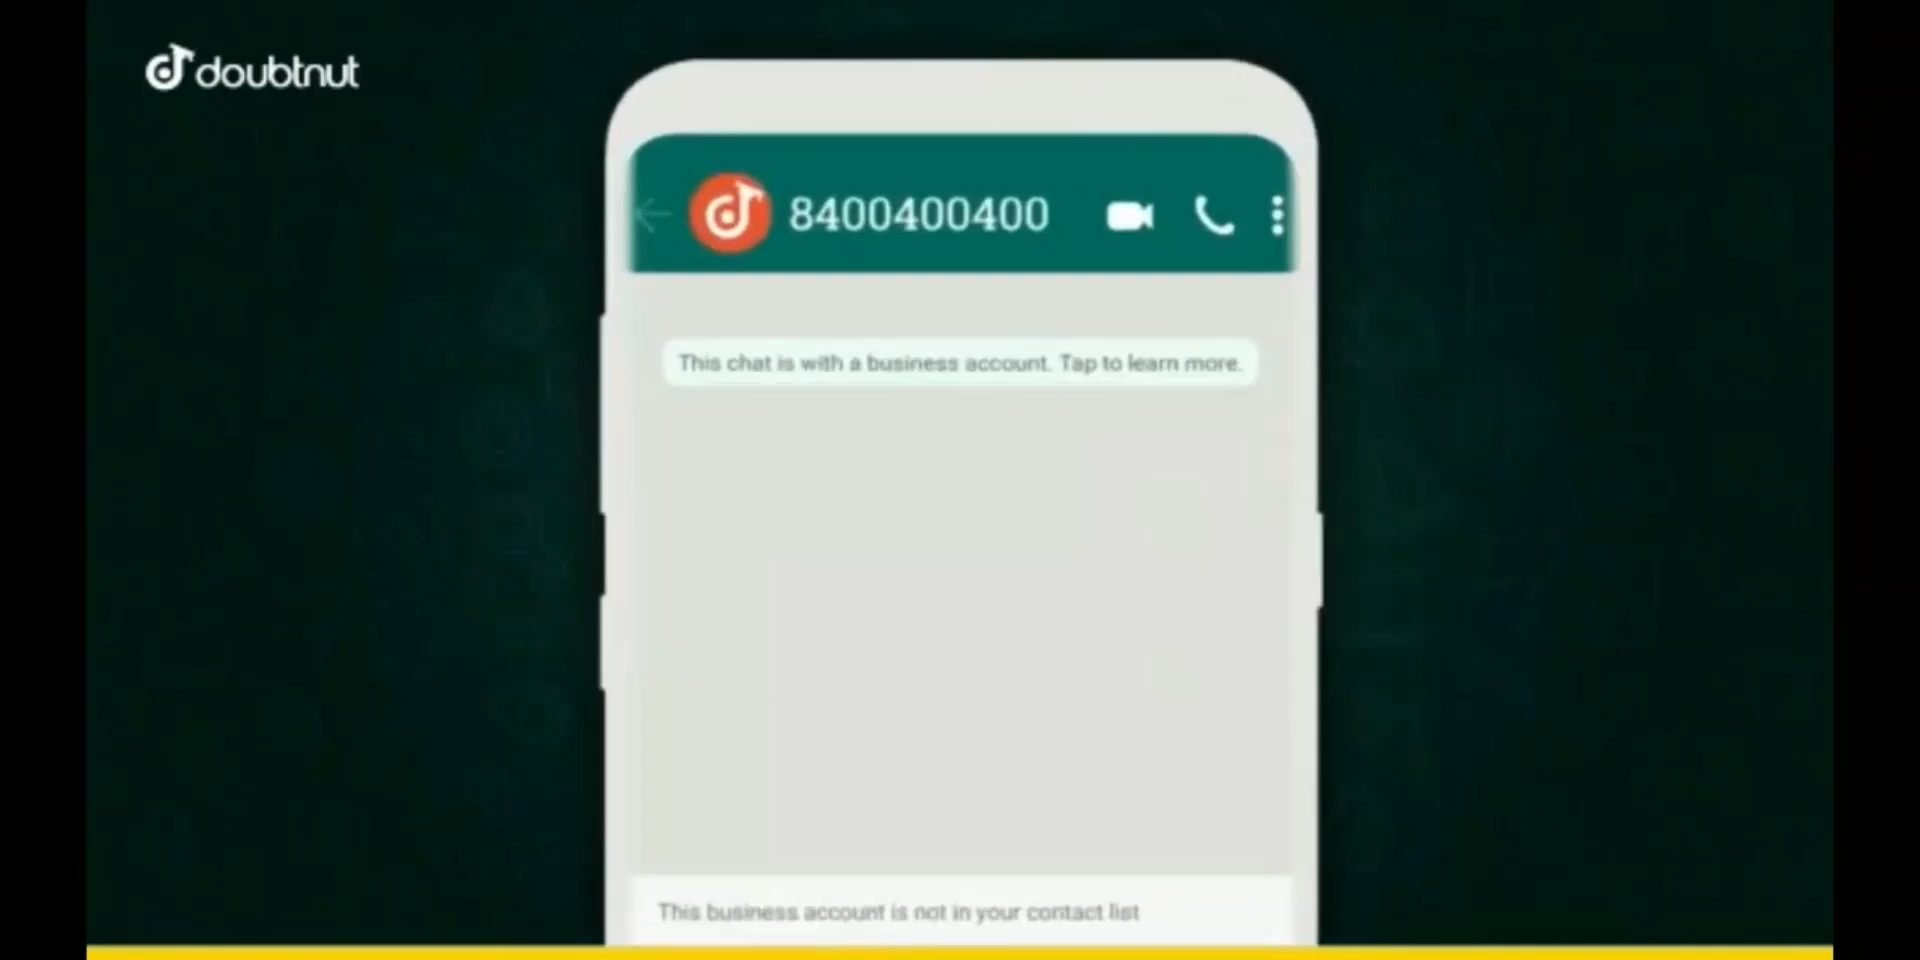 doubtnut
8400400400
This chat is with a business account. Tap to learn more.
This business account is not in your contact list